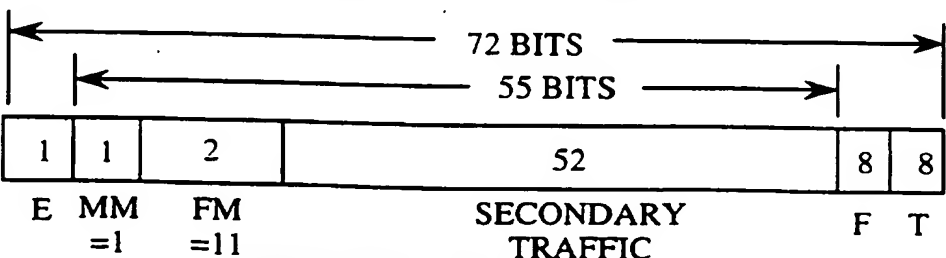 72 BITS
55 BITS
1 1 2 52 8 8
E MM FM SECONDARY F T
=1 =11 TRAFFIC